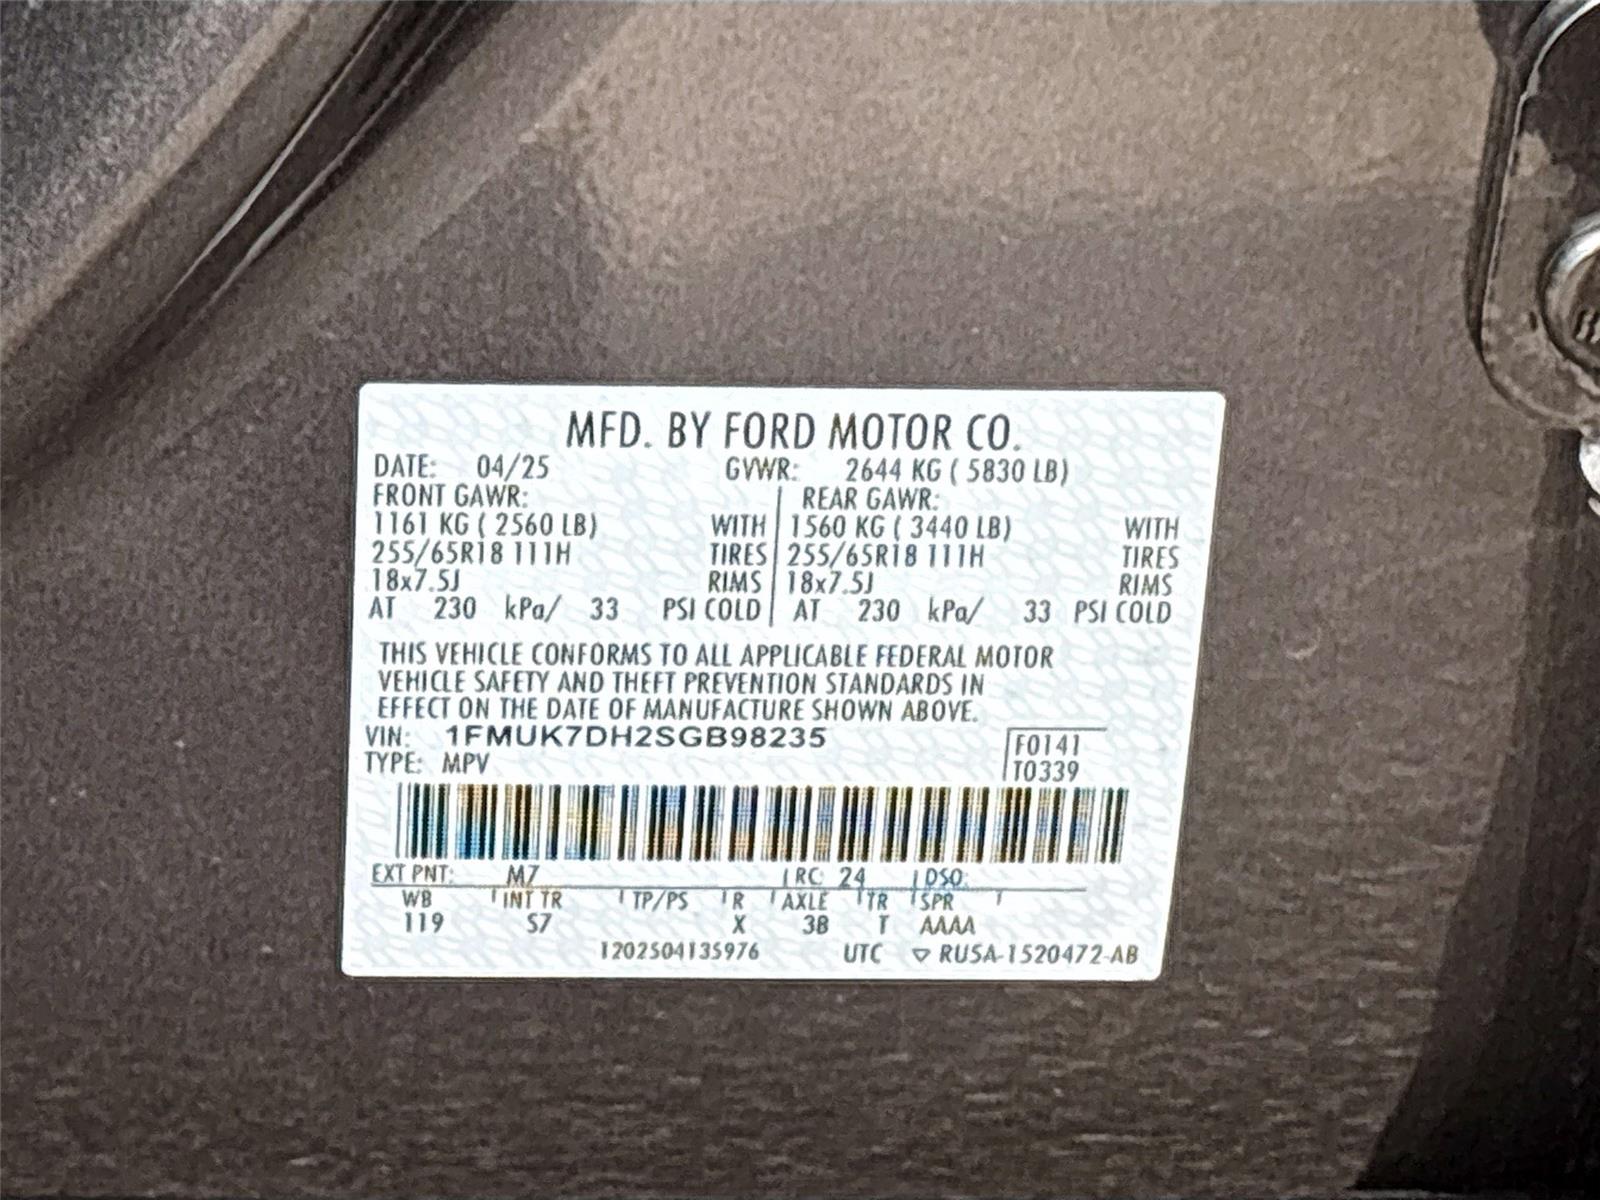 MFD. BY FORD MOTOR CO.
DATE: 04/25 GVWR: 2644 KG ( 5830 LB)
FRONT GAWR: REAR GAWR:
1161 KG ( 2560 LB) WITH 1560 KG ( 3440 LB) WITH
255/65R18 111H TIRES 255/65R18 111H TIRES
18x7.5J RIMS 18x7.5J RIMS
AT 230 kPa/ 33 PSI COLD AT 230 kPa/ 33 PSI COLD
THIS VEHICLE CONFORMS TO ALL APPLICABLE FEDERAL MOTOR
VEHICLE SAFETY AND THEFT PREVENTION STANDARDS IN
EFFECT ON THE DATE OF MANUFACTURE SHOWN ABOVE.
VIN: 1FMUK7DH2SGB98235
F0141
TYPE: MPV
T0339
EXT PNT: M7 RC: 24 DSO:
WB INT TR TP/PS R AXLE TR SPR
119 S7 X 3B T AAAA
1202504135976 UTC ▽ RU5A-1520472-AB